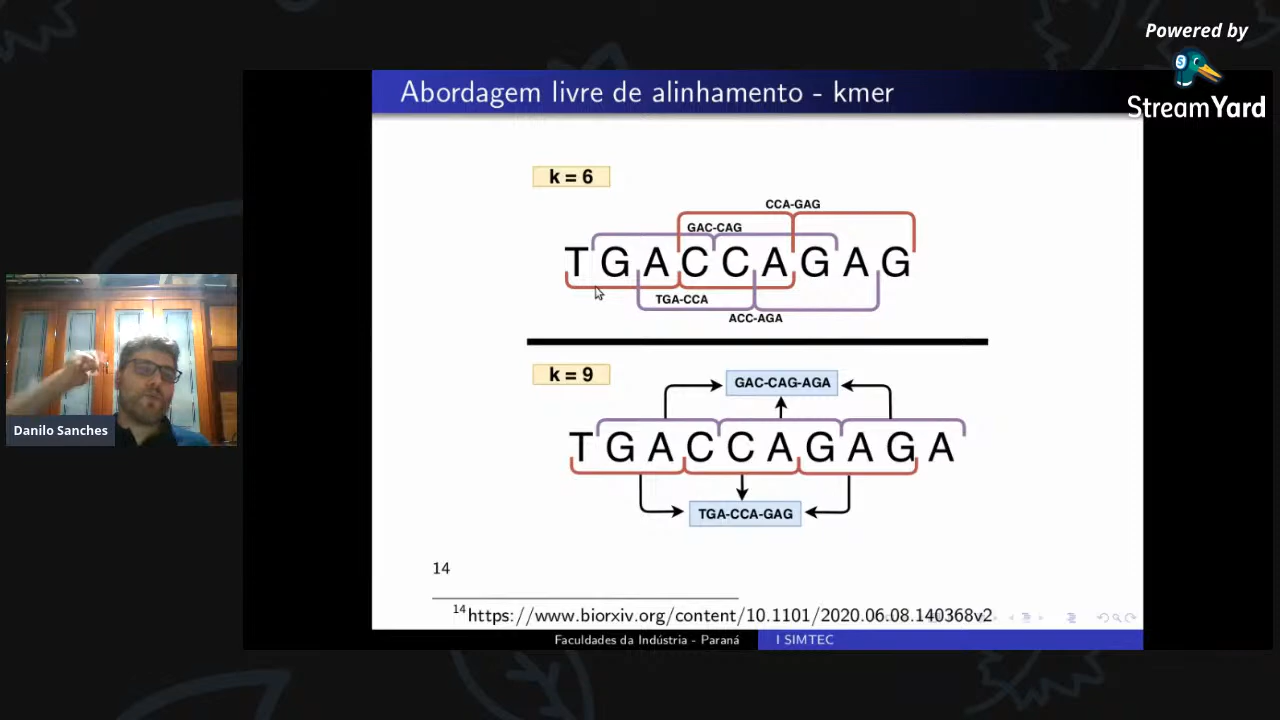 Powered by
StreamYard
Abordagem livre de alinhamento - kmer
k = 6
CCA-GAG
GAC-CAG
TGACCAGAG
TGA-CCA
ACC-AGA
k = 9
GAC-CAG-AGA
TGACCAGAGA
TGA-CCA-GAG
14
14 https://www.biorxiv.org/content/10.1101/2020.06.08.140368v2
Faculdades da Indústria - Paraná
I SIMTEC
Danilo Sanches